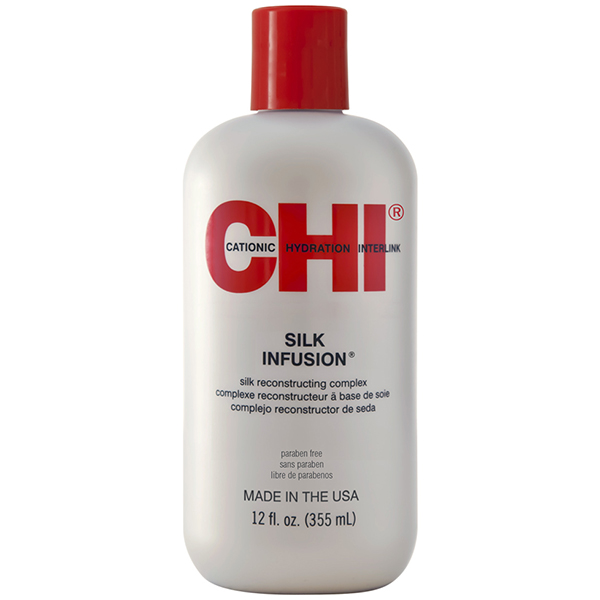 CHI®
CATIONIC HYDRATION INTERLINK
SILK
INFUSION®
silk reconstructing complex
complexe reconstructeur à base de soie
complejo reconstructor de seda
paraben free
sans paraben
libre de parabenos
MADE IN THE USA
12 fl. oz. (355 mL)